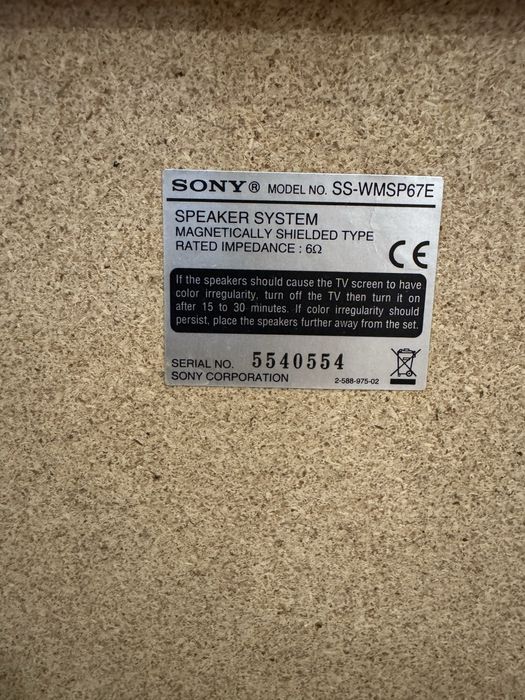 SONY® MODEL NO. SS-WMSP67E
SPEAKER SYSTEM
MAGNETICALLY SHIELDED TYPE
RATED IMPEDANCE : 6Ω
CE
If the speakers should cause the TV screen to have
color irregularity, turn off the TV then turn it on
after 15 to 30 minutes. If color irregularity should
persist, place the speakers further away from the set.
SERIAL NO. 5540554
SONY CORPORATION 2-588-975-02